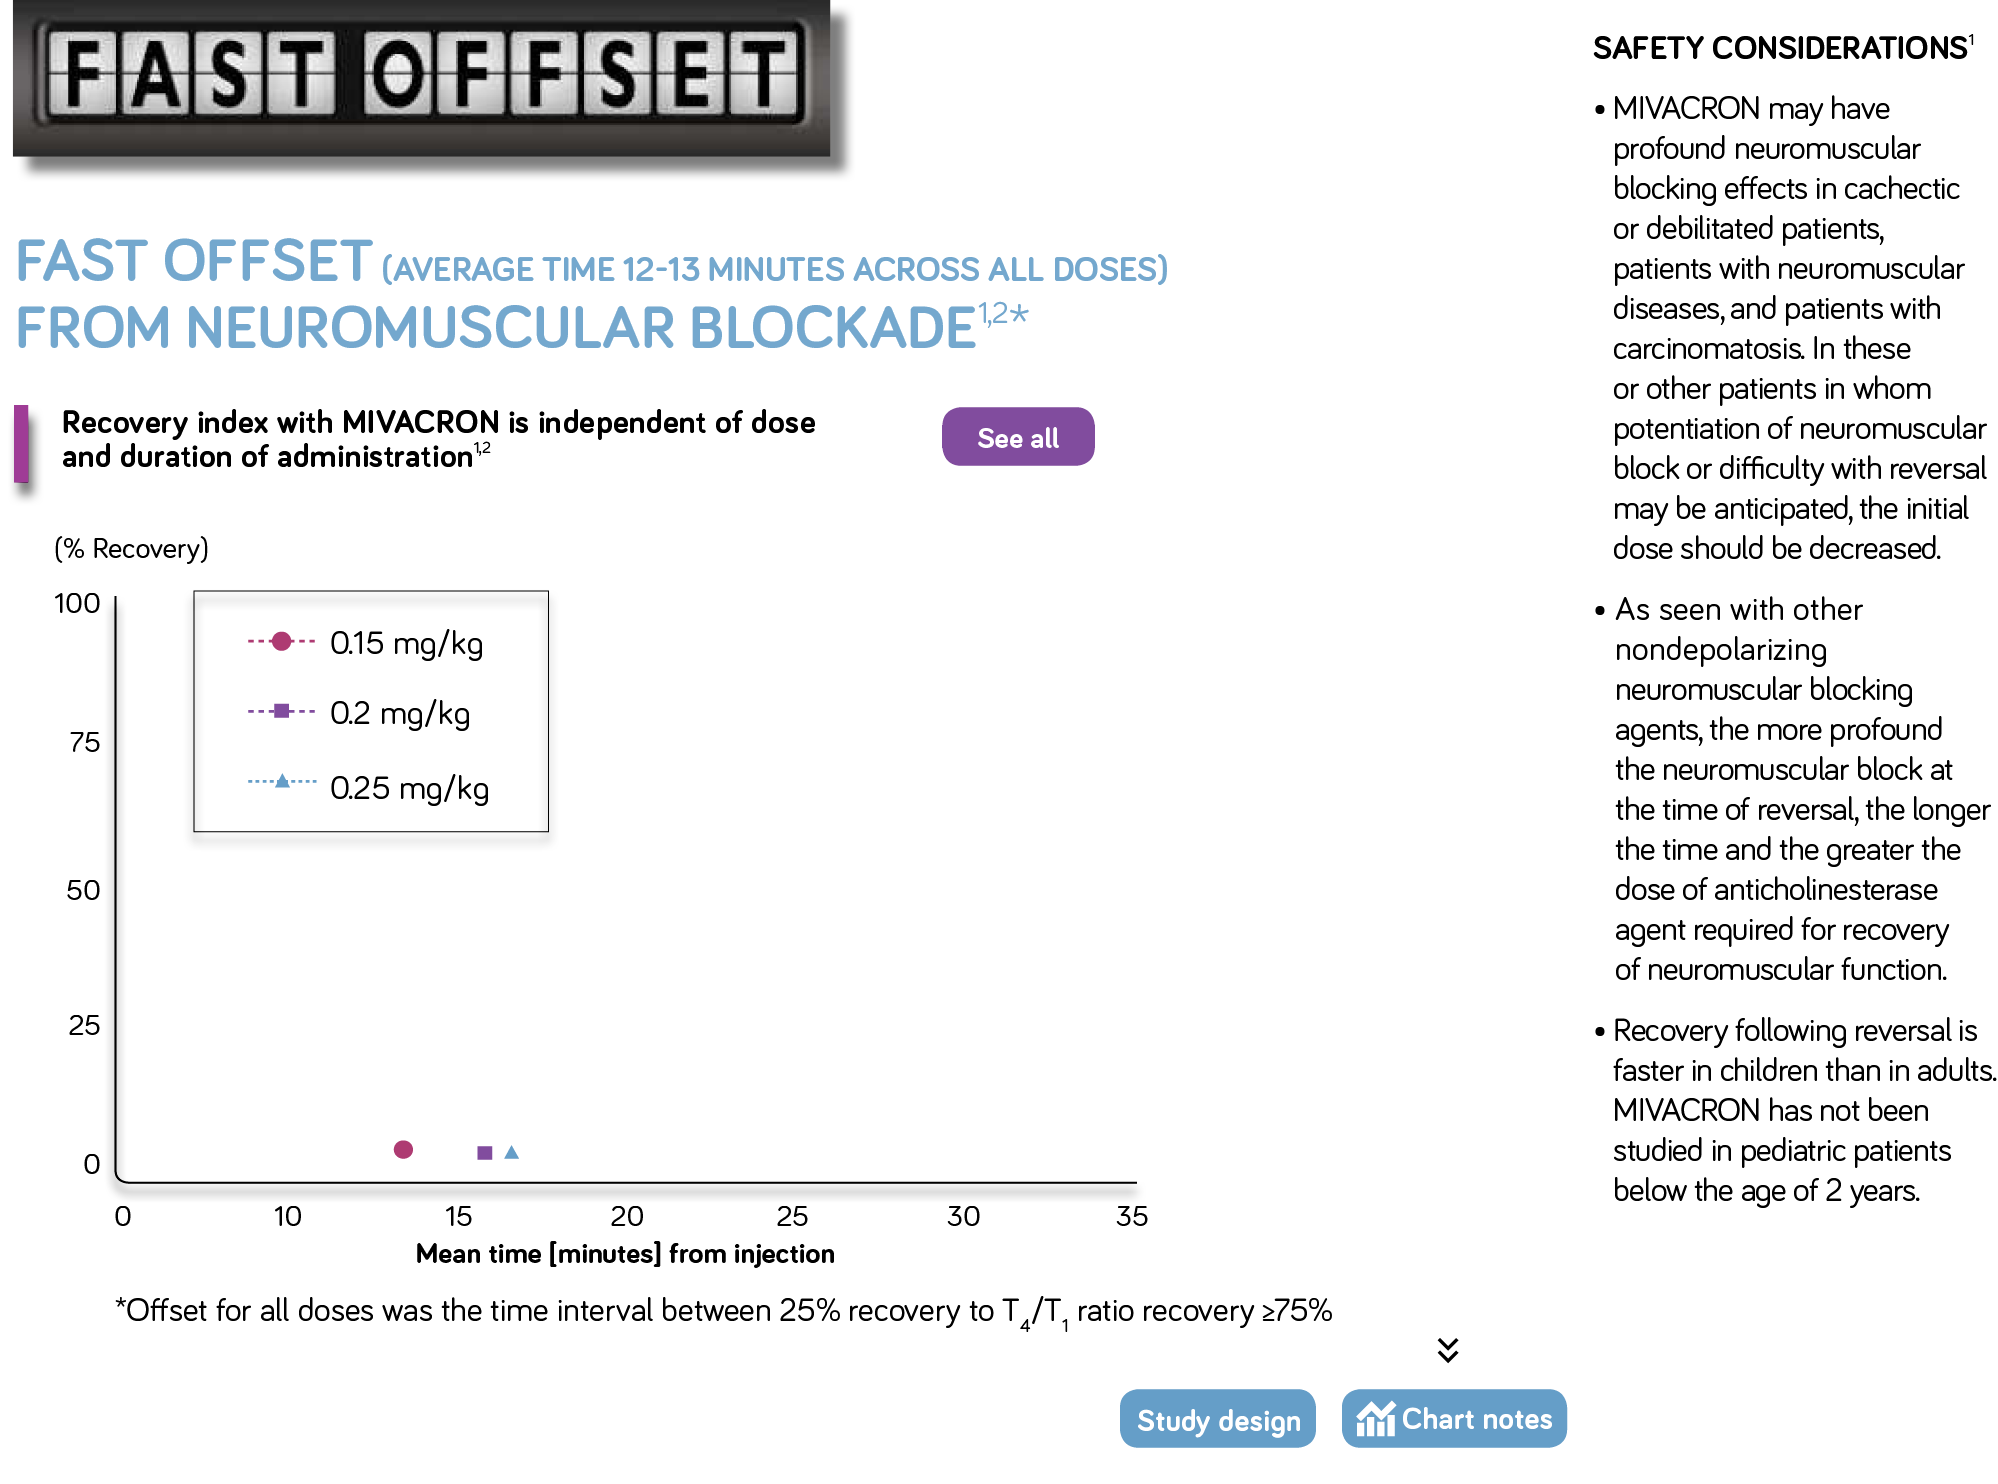 FAST OFFSET
FAST OFFSET (AVERAGE TIME 12-13 MINUTES ACROSS ALL DOSES)
FROM NEUROMUSCULAR BLOCKADE1,2*
Recovery index with MIVACRON is independent of dose
and duration of administration1,2
See all
(% Recovery)
100
75
50
25
0
0.15 mg/kg
0.2 mg/kg
0.25 mg/kg
0 10 15 20 25 30 35
Mean time [minutes] from injection
*Offset for all doses was the time interval between 25% recovery to T4/T1 ratio recovery ≥75%
Study design
Chart notes
SAFETY CONSIDERATIONS1
• MIVACRON may have
profound neuromuscular
blocking effects in cachectic
or debilitated patients,
patients with neuromuscular
diseases, and patients with
carcinomatosis. In these
or other patients in whom
potentiation of neuromuscular
block or difficulty with reversal
may be anticipated, the initial
dose should be decreased.
• As seen with other
nondepolarizing
neuromuscular blocking
agents, the more profound
the neuromuscular block at
the time of reversal, the longer
the time and the greater the
dose of anticholinesterase
agent required for recovery
of neuromuscular function.
• Recovery following reversal is
faster in children than in adults.
MIVACRON has not been
studied in pediatric patients
below the age of 2 years.